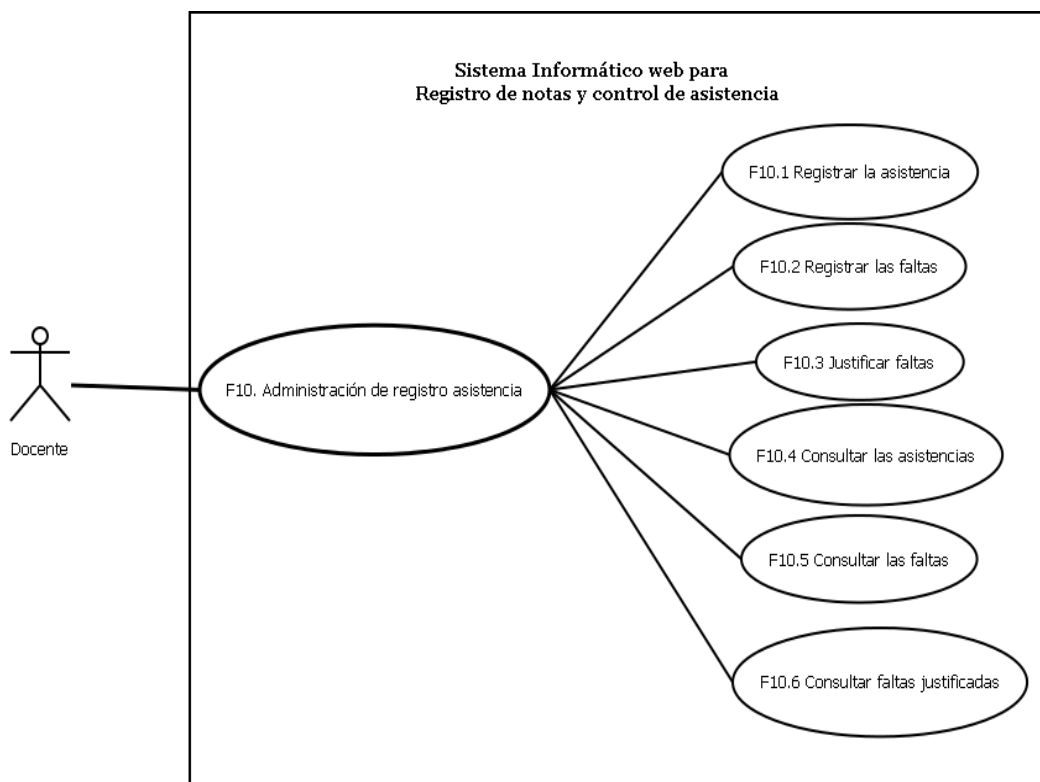 Sistema Informático web para
Registro de notas y control de asistencia
F10.1 Registrar la asistencia
F10.2 Registrar las faltas
F10.3 Justificar faltas
F10. Administración de registro asistencia
F10.4 Consultar las asistencias
Docente
F10.5 Consultar las faltas
F10.6 Consultar faltas justificadas